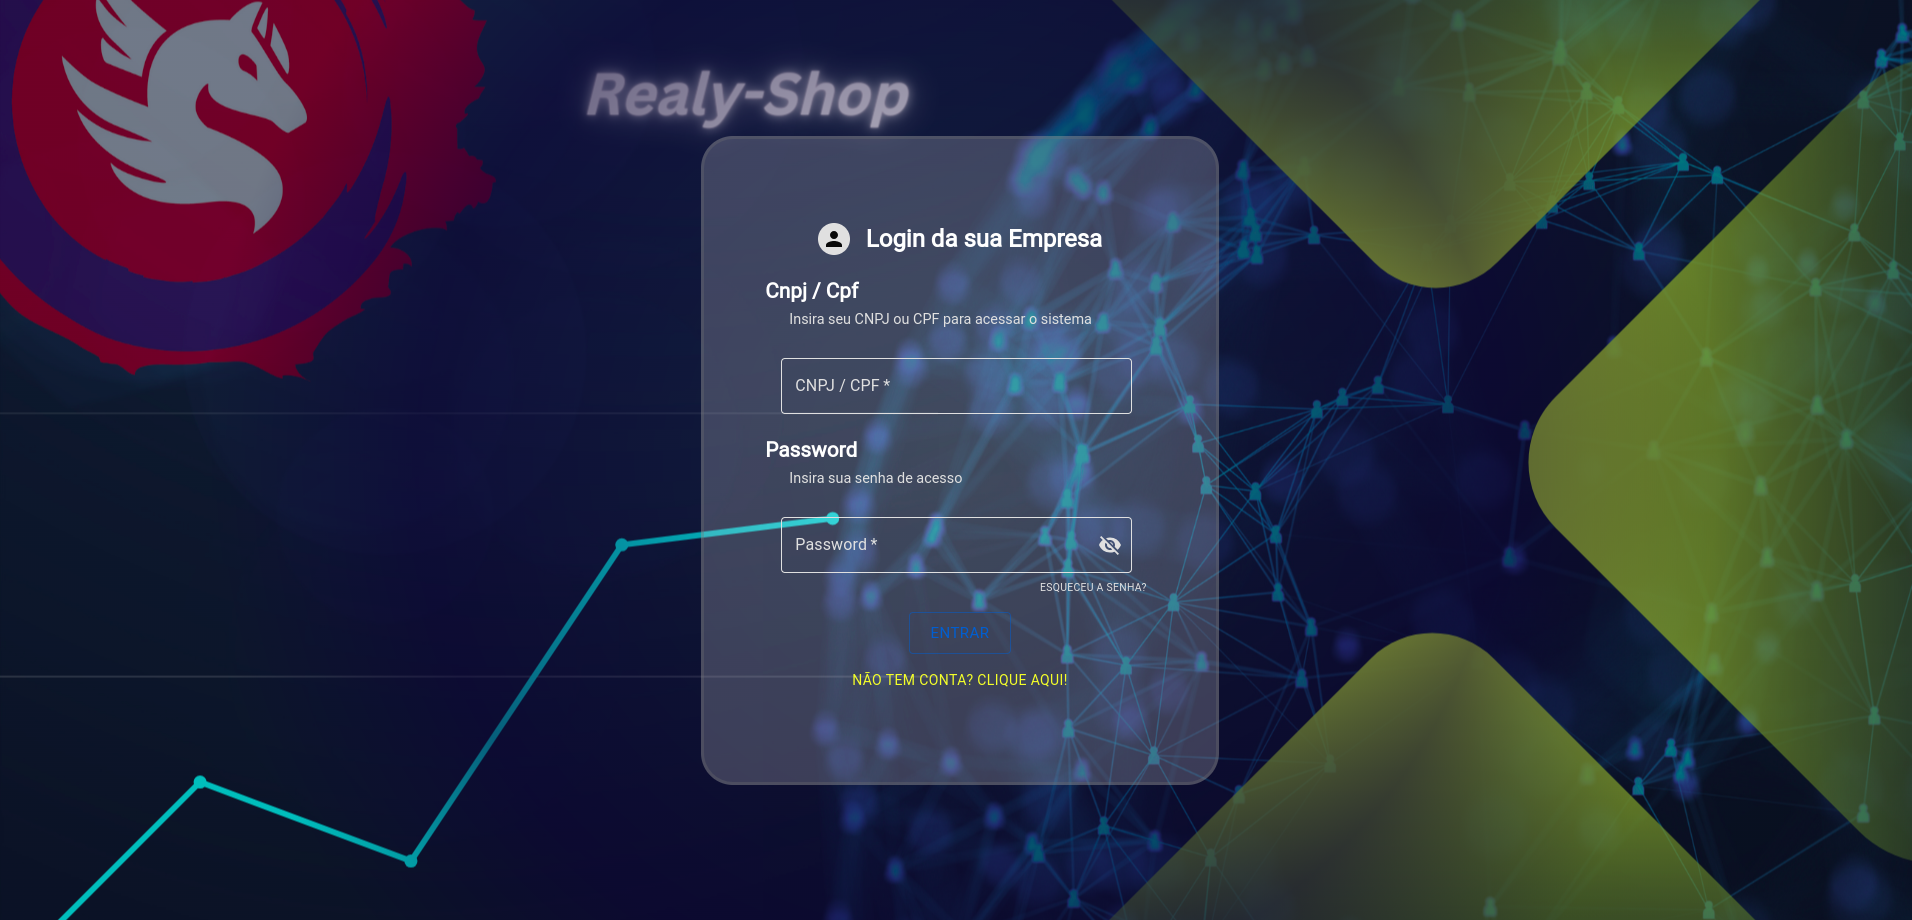 Realy-Shop
Login da sua Empresa
Cnpj / Cpf
Insira seu CNPJ ou CPF para acessar o sistema
CNPJ / CPF *
Password
Insira sua senha de acesso
Password *
ESQUECEU A SENHA?
ENTRAR
NÃO TEM CONTA? CLIQUE AQUI!